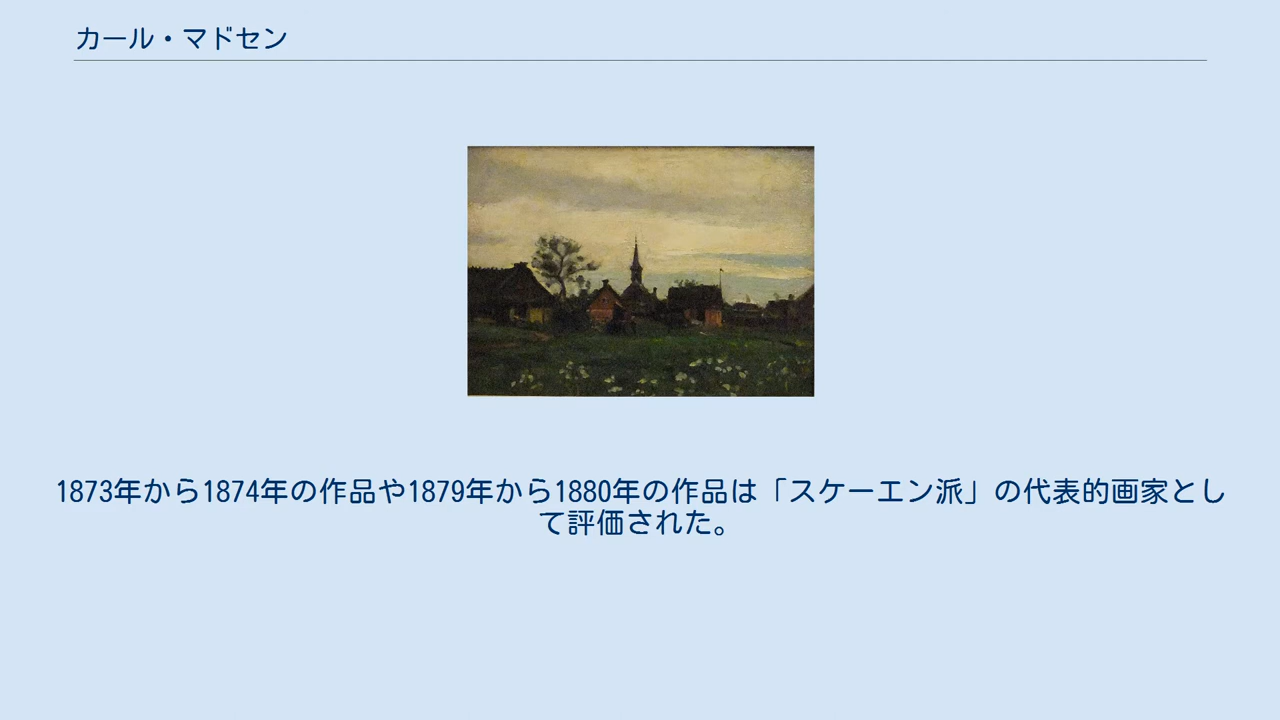 カール・マドセン
1873年から1874年の作品や1879年から1880年の作品は「スケーエン派」の代表的画家とし
て評価された。